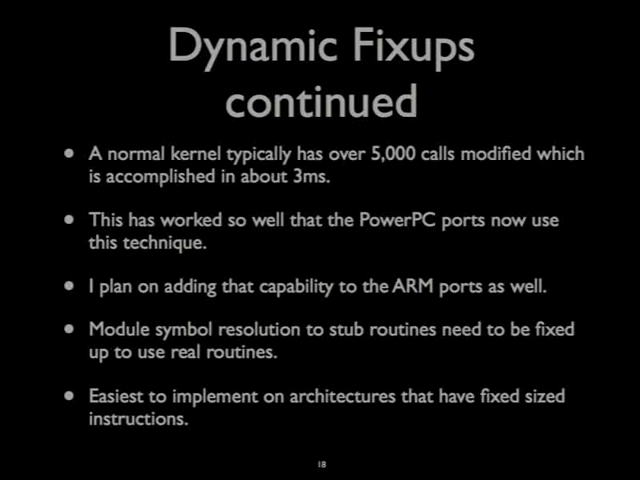 Dynamic Fixups
continued
• A normal kernel typically has over 5,000 calls modified which
is accomplished in about 3ms.
• This has worked so well that the PowerPC ports now use
this technique.
• I plan on adding that capability to the ARM ports as well.
• Module symbol resolution to stub routines need to be fixed
up to use real routines.
• Easiest to implement on architectures that have fixed sized
instructions.
18